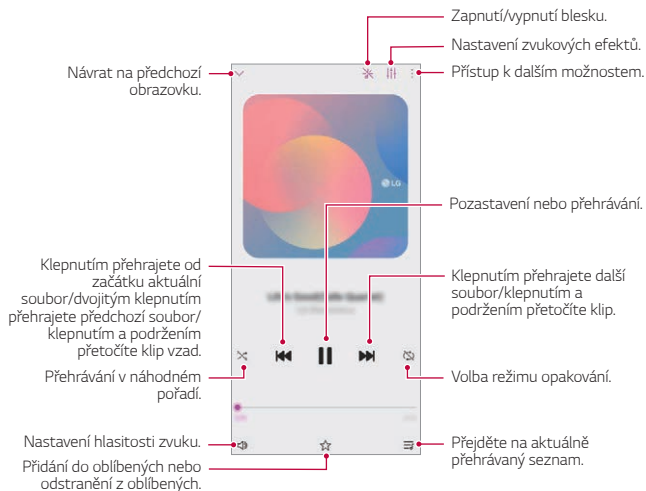 Zapnutí/vypnutí blesku.
Nastavení zvukových efektů.
Přístup k dalším možnostem.
Návrat na předchozí
obrazovku.
LG
Pozastavení nebo přehrávání.
Klepnutím přehrajete od
začátku aktuální
soubor/dvojitým klepnutím
přehrajete předchozí soubor/
klepnutím a podržením
přetočíte klip vzad.
Klepnutím přehrajete další
soubor/klepnutím a
podržením přetočíte klip.
Přehrávání v náhodném
pořadí.
Volba režimu opakování.
Nastavení hlasitosti zvuku.
Přidání do oblíbených nebo
odstranění z oblíbených.
Přejděte na aktuálně
přehrávaný seznam.